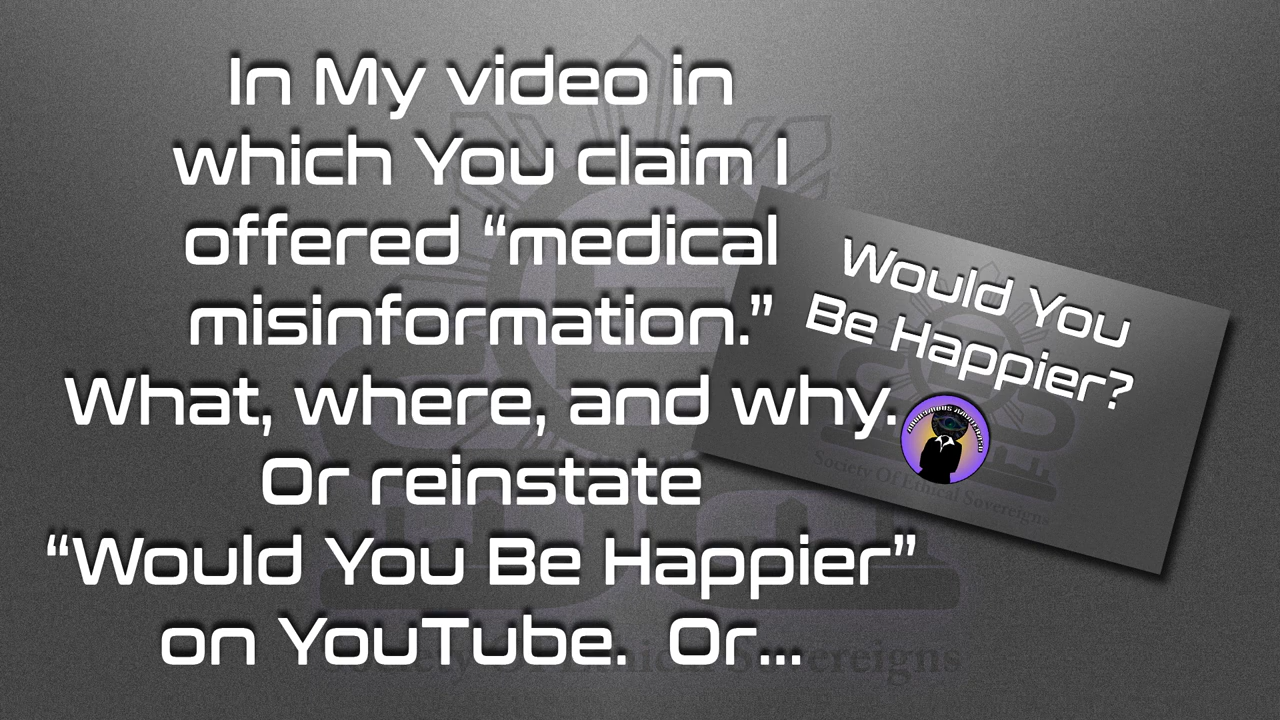 In My video in
which You claim I
offered “medical
misinformation.”
What, where, and why.
Or reinstate
“Would You Be Happier”
on YouTube.  Or...
Would You
Be Happier?
Society Of Ethical Sovereigns